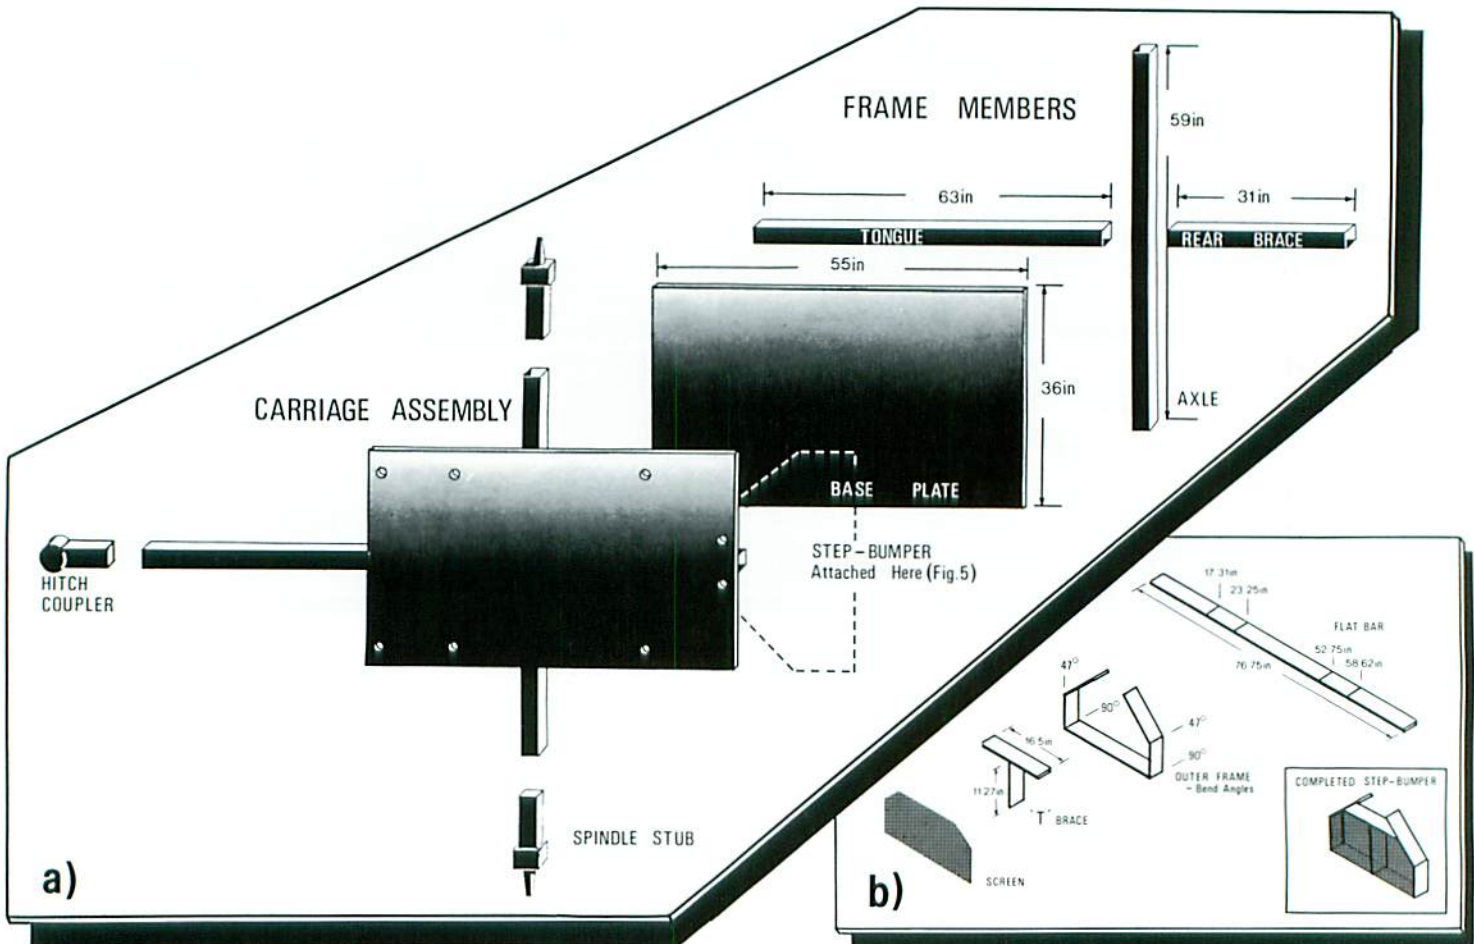 FRAME MEMBERS
59in
63in
31in
TONGUE
REAR BRACE
55in
36in
AXLE
CARRIAGE ASSEMBLY
BASE PLATE
STEP-BUMPER
Attached Here (Fig.5)
HITCH
COUPLER
SPINDLE STUB
a)
17.31in
23.25in
FLAT BAR
52.75in
58.62in
76.75in
47°
90°
47°
90°
OUTER FRAME
- Bend Angles
16.5in
11.27in
'T' BRACE
SCREEN
COMPLETED STEP-BUMPER
b)